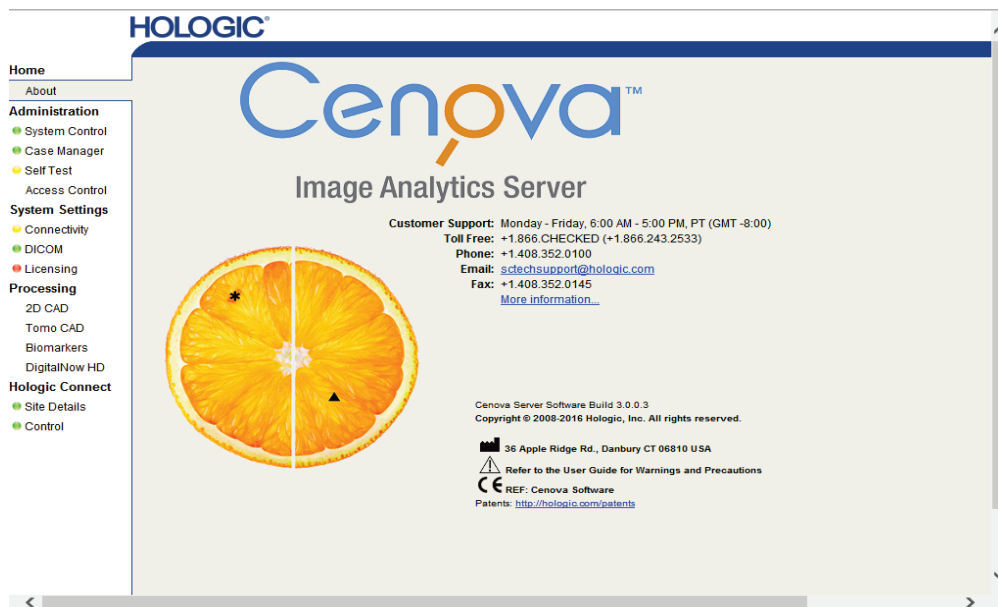 HOLOGIC®
Home
About
Administration
System Control
Case Manager
Self Test
Access Control
System Settings
Connectivity
DICOM
Licensing
Processing
2D CAD
Tomo CAD
Biomarkers
DigitalNow HD
Hologic Connect
Site Details
Control
Cenova™
Image Analytics Server
Customer Support: Monday - Friday, 6:00 AM - 5:00 PM, PT (GMT -8:00)
Toll Free: +1.866.CHECKED (+1.866.243.2533)
Phone: +1.408.352.0100
Email: sctechsupport@hologic.com
Fax: +1.408.352.0145
More information...
Cenova Server Software Build 3.0.0.3
Copyright © 2008-2016 Hologic, Inc. All rights reserved.
36 Apple Ridge Rd., Danbury CT 06810 USA
Refer to the User Guide for Warnings and Precautions
CE REF: Cenova Software
Patents: http://hologic.com/patents